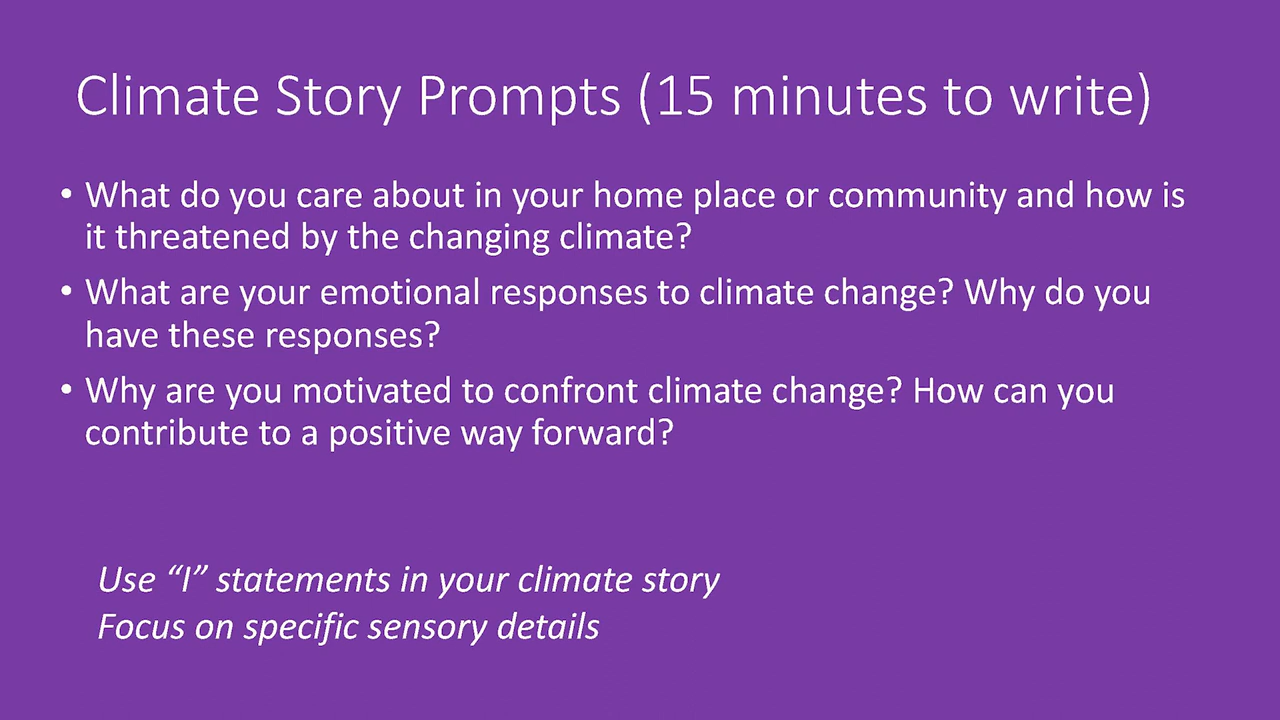 Climate Story Prompts (15 minutes to write)
• What do you care about in your home place or community and how is
it threatened by the changing climate?
• What are your emotional responses to climate change? Why do you
have these responses?
• Why are you motivated to confront climate change? How can you
contribute to a positive way forward?
Use “I” statements in your climate story
Focus on specific sensory details